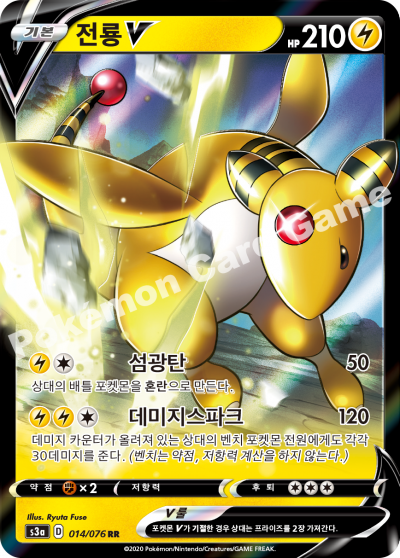 기본 전룡 V HP 210
Pokémon Card Game
섬광탄 50
상대의 배틀 포켓몬을 혼란으로 만든다.
데미지스파크 120
데미지 카운터가 올려져 있는 상대의 벤치 포켓몬 전원에게도 각각
30데미지를 준다. (벤치는 약점, 저항력 계산을 하지 않는다.)
약점 ×2 저항력 후퇴
Illus. Ryuta Fuse
V룰
s3a D 014/076 RR
포켓몬 V가 기절한 경우 상대는 프라이즈를 2장 가져간다.
©2020 Pokémon/Nintendo/Creatures/GAME FREAK.